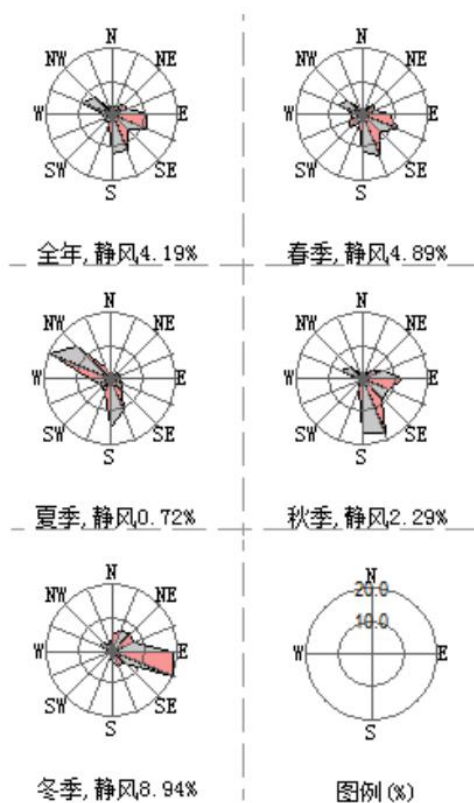 N N
NW NE NW NE
W E W E
SW SE SW SE
S S
全年,静风4.19% 春季,静风4.89%
N N
NW NE NW NE
W E W E
SW SE SW SE
S S
夏季,静风0.72% 秋季,静风2.29%
N N
NW NE 20.0
10.0
W E W E
SW SE
S S
冬季,静风8.94% 图例(%)